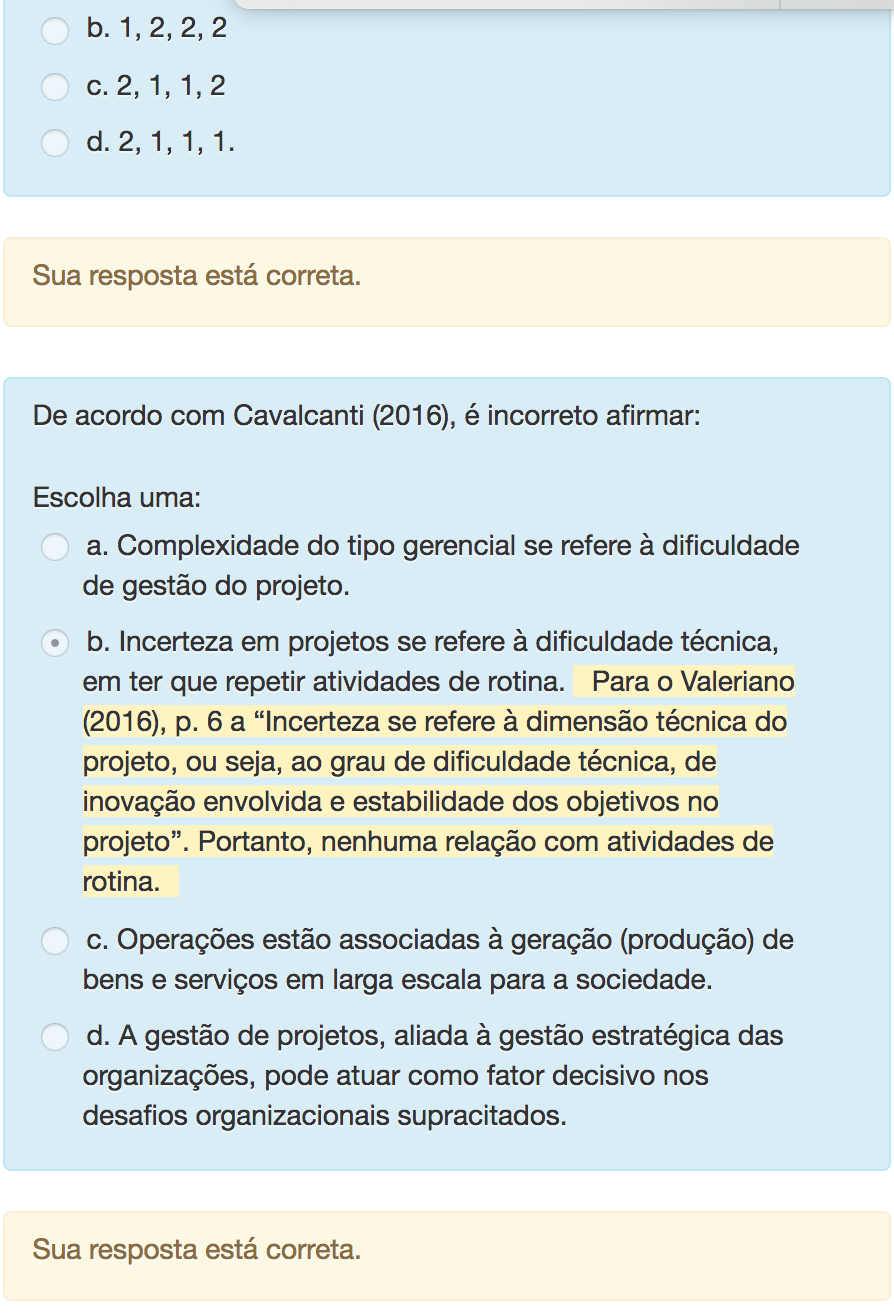 b. 1, 2, 2, 2
c. 2, 1, 1, 2
d. 2, 1, 1, 1.
Sua resposta está correta.
De acordo com Cavalcanti (2016), é incorreto afirmar:
Escolha uma:
a. Complexidade do tipo gerencial se refere à dificuldade
de gestão do projeto.
b. Incerteza em projetos se refere à dificuldade técnica,
em ter que repetir atividades de rotina. Para o Valeriano
(2016), p. 6 a “Incerteza se refere à dimensão técnica do
projeto, ou seja, ao grau de dificuldade técnica, de
inovação envolvida e estabilidade dos objetivos no
projeto”. Portanto, nenhuma relação com atividades de
rotina.
c. Operações estão associadas à geração (produção) de
bens e serviços em larga escala para a sociedade.
d. A gestão de projetos, aliada à gestão estratégica das
organizações, pode atuar como fator decisivo nos
desafios organizacionais supracitados.
Sua resposta está correta.